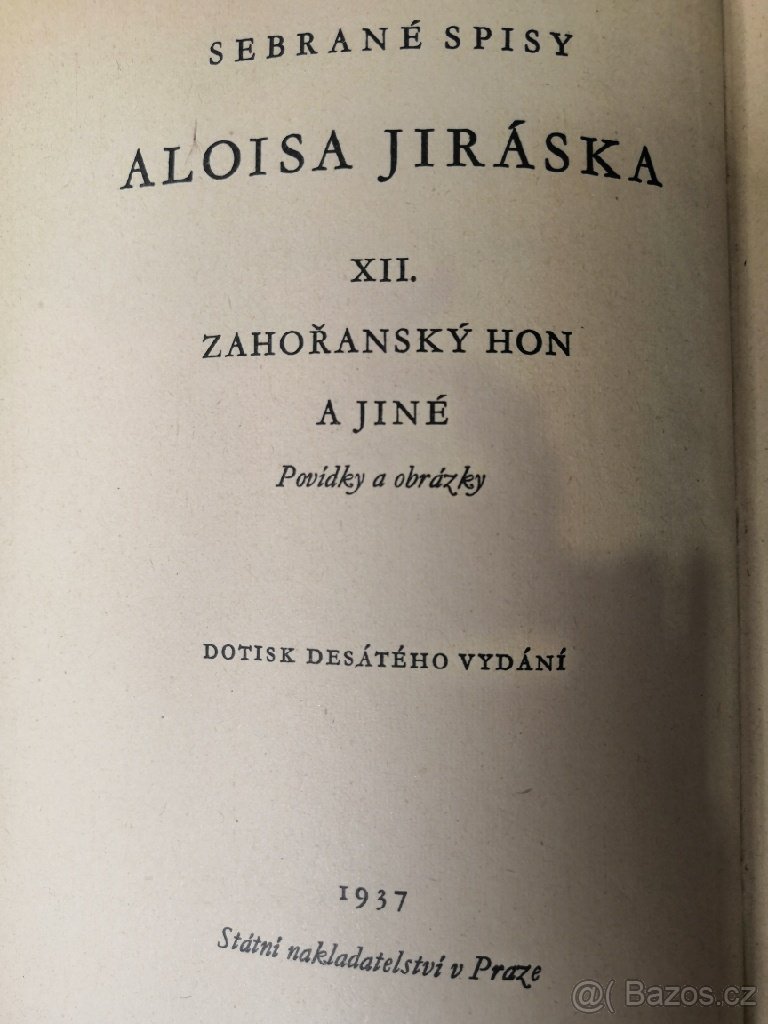 SEBRANÉ SPISY
ALOISA JIRÁSKA
XII.
ZAHOŘANSKÝ HON
A JINÉ
Povídky a obrázky
DOTISK DESÁTÉHO VYDÁNÍ
1937
Státní nakladatelství v Praze
@( Bazos.cz